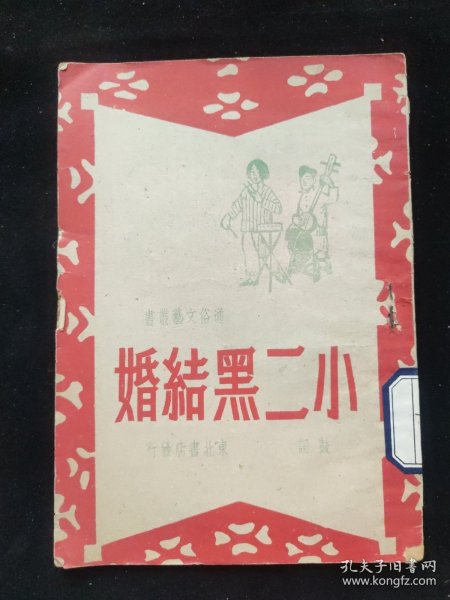 通俗文藝叢書
小二黑結婚
鼓詞　東北書店發行
孔夫子旧书网
www.kongfz.com